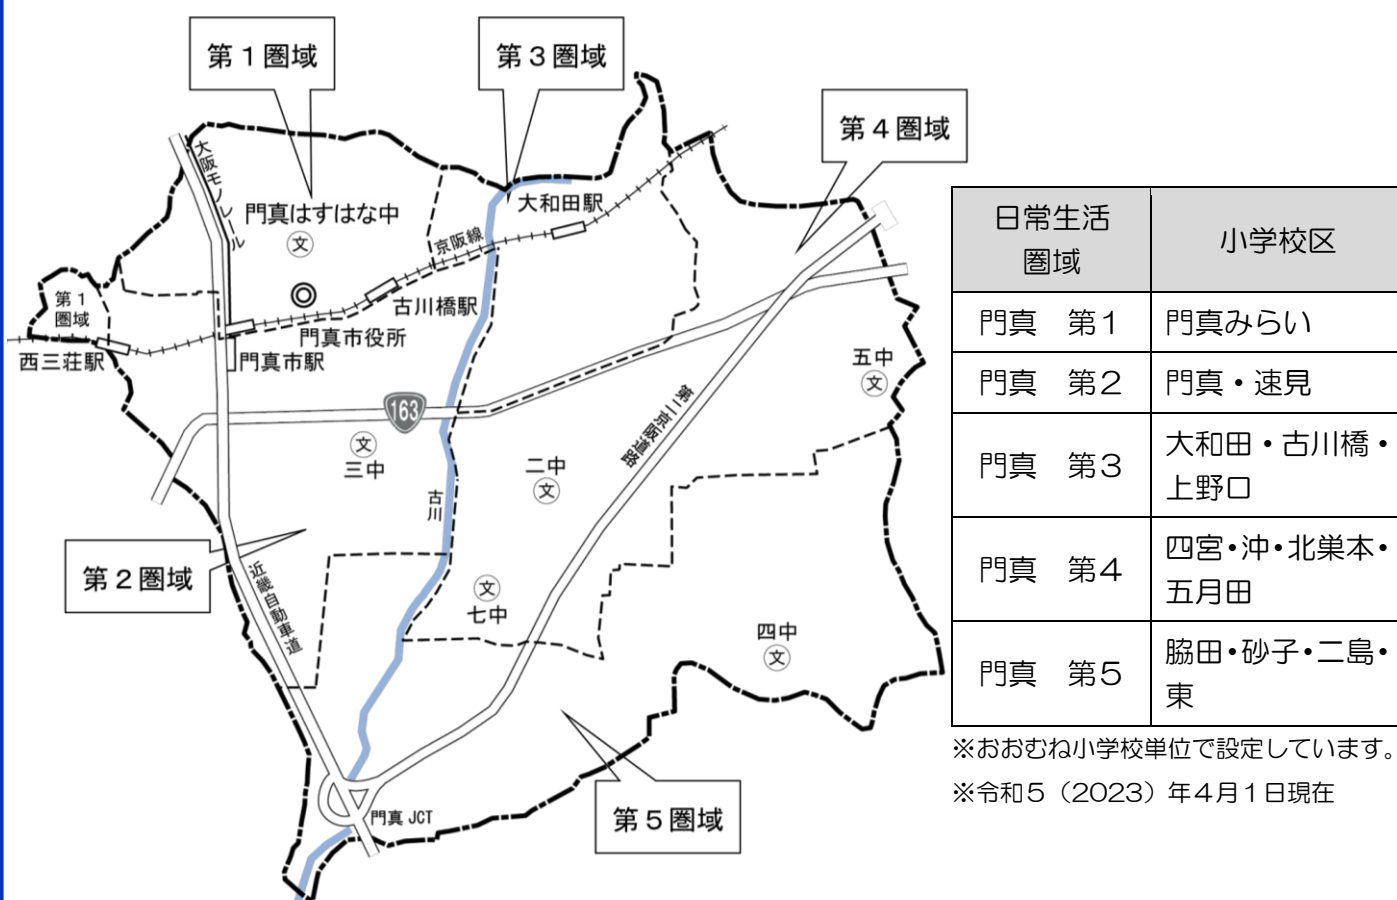 第１圏域
第３圏域
第４圏域
大阪モノレール
門真はすはな中
文
大和田駅
京阪線
第１
圏域
古川橋駅
門真市役所
西三荘駅
門真市駅
163
三中
文
二中
文
五中
文
第二京阪道路
古川
第２圏域
近畿自動車道
文
七中
四中
文
第５圏域
門真 JCT
日常生活
圏域
小学校区
門真　第1
門真みらい
門真　第2
門真・速見
門真　第3
大和田・古川橋・
上野口
門真　第4
四宮・沖・北巣本・
五月田
門真　第5
脇田・砂子・二島・
東
※おおむね小学校単位で設定しています。
※令和５（2023）年４月１日現在